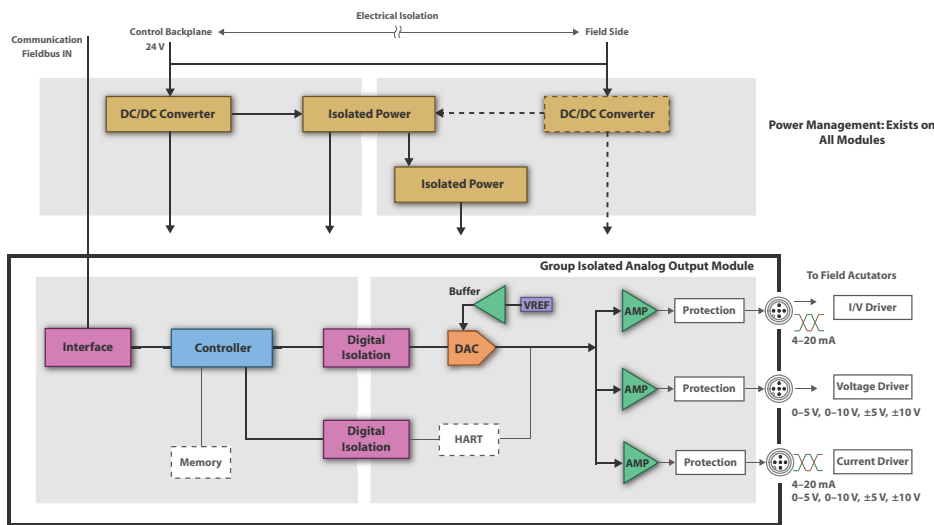 Electrical Isolation
Communication
Fieldbus IN
Control Backplane
24 V
Field Side
DC/DC Converter
Isolated Power
DC/DC Converter
Power Management: Exists on
All Modules
Isolated Power
Group Isolated Analog Output Module
To Field Acutators
Buffer
VREF
AMP
Protection
I/V Driver
4–20 mA
Interface
Controller
Digital
Isolation
DAC
AMP
Protection
Voltage Driver
0–5 V, 0–10 V, ±5 V, ±10 V
Memory
Digital
Isolation
HART
AMP
Protection
Current Driver
4–20 mA
0–5 V, 0–10 V, ±5 V, ±10 V